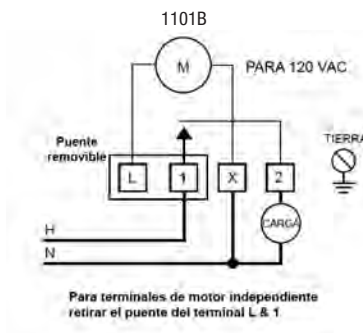 1101B
M
PARA 120 VAC
Puente
removible
TIERRA
L
1
X
2
CARGA
H
N
Para terminales de motor independiente
retirar el puente del terminal L & 1